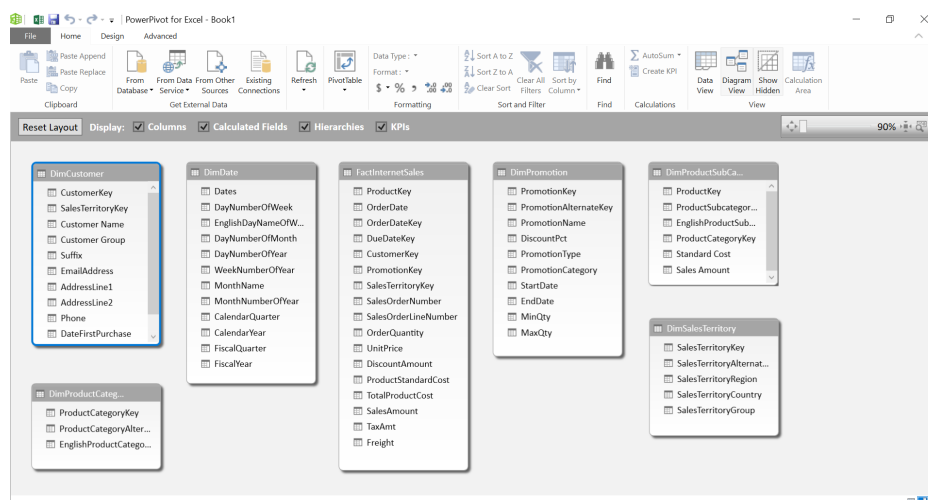 PowerPivot for Excel - Book1
File Home Design Advanced
Paste
Paste Append
Paste Replace
Copy
Clipboard
From Database
From Data Service
From Other Sources
Existing Connections
Get External Data
Refresh
PivotTable
Data Type :
Format :
$ % , .00 .00
Formatting
Sort A to Z
Sort Z to A
Clear Sort
Clear All Filters
Sort by Column
Sort and Filter
Find
Find
AutoSum
Create KPI
Calculations
Data View
Diagram View
Show Hidden
Calculation Area
View
Reset Layout Display: Columns Calculated Fields Hierarchies KPIs 90%
DimCustomer
CustomerKey
SalesTerritoryKey
Customer Name
Customer Group
Suffix
EmailAddress
AddressLine1
AddressLine2
Phone
DateFirstPurchase
DimDate
Dates
DayNumberOfWeek
EnglishDayNameOfW...
DayNumberOfMonth
DayNumberOfYear
WeekNumberOfYear
MonthName
MonthNumberOfYear
CalendarQuarter
CalendarYear
FiscalQuarter
FiscalYear
FactInternetSales
ProductKey
OrderDate
OrderDateKey
DueDateKey
CustomerKey
PromotionKey
SalesTerritoryKey
SalesOrderNumber
SalesOrderLineNumber
OrderQuantity
UnitPrice
DiscountAmount
ProductStandardCost
TotalProductCost
SalesAmount
TaxAmt
Freight
DimPromotion
PromotionKey
PromotionAlternateKey
PromotionName
DiscountPct
PromotionType
PromotionCategory
StartDate
EndDate
MinQty
MaxQty
DimProductSubCa...
ProductKey
ProductSubcategor...
EnglishProductSub...
ProductCategoryKey
Standard Cost
Sales Amount
DimSalesTerritory
SalesTerritoryKey
SalesTerritoryAlternat...
SalesTerritoryRegion
SalesTerritoryCountry
SalesTerritoryGroup
DimProductCateg...
ProductCategoryKey
ProductCategoryAlter...
EnglishProductCatego...